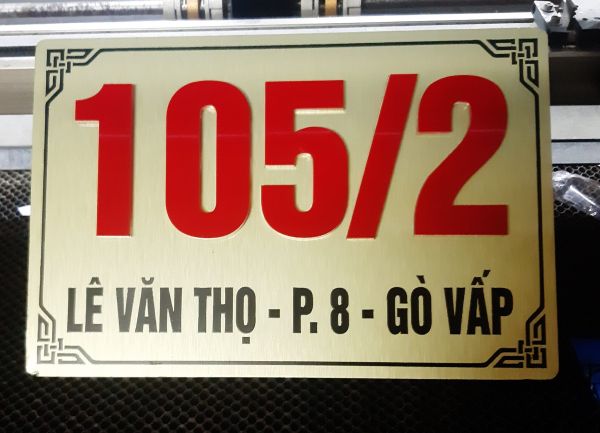 105/2
LÊ VĂN THỌ - P. 8 - GÒ VẤP